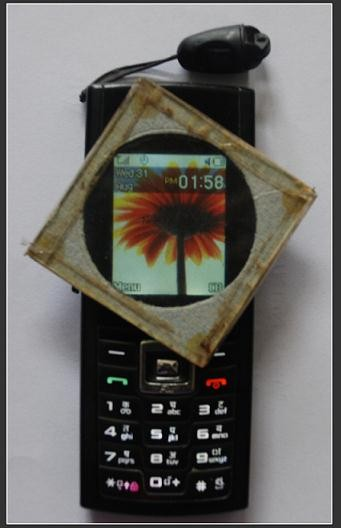 Wed 31
Aug
PM 01:58
Menu
1
2 abc
3 def
4 ghi
5 jkl
6 mno
7 pqrs
8 tuv
9 wxyz
*
0 +
#